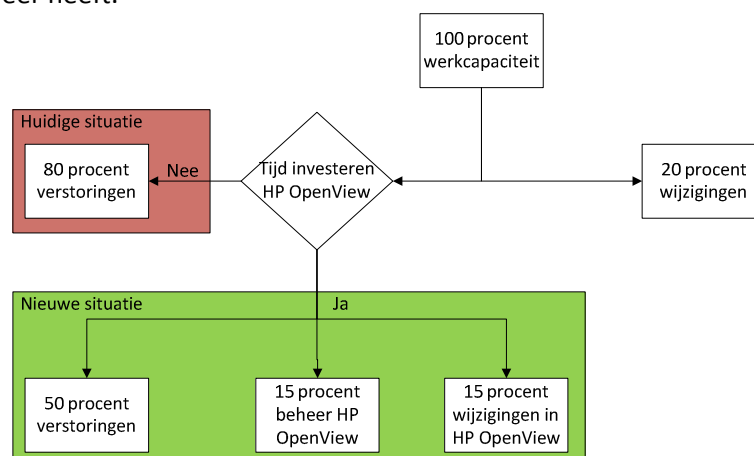 heeft.
100 procent
werkcapaciteit
Huidige situatie
80 procent
verstoringen
Nee
Tijd investeren
HP OpenView
20 procent
wijzigingen
Nieuwe situatie
Ja
50 procent
verstoringen
15 procent
beheer HP
OpenView
15 procent
wijzigingen in
HP OpenView